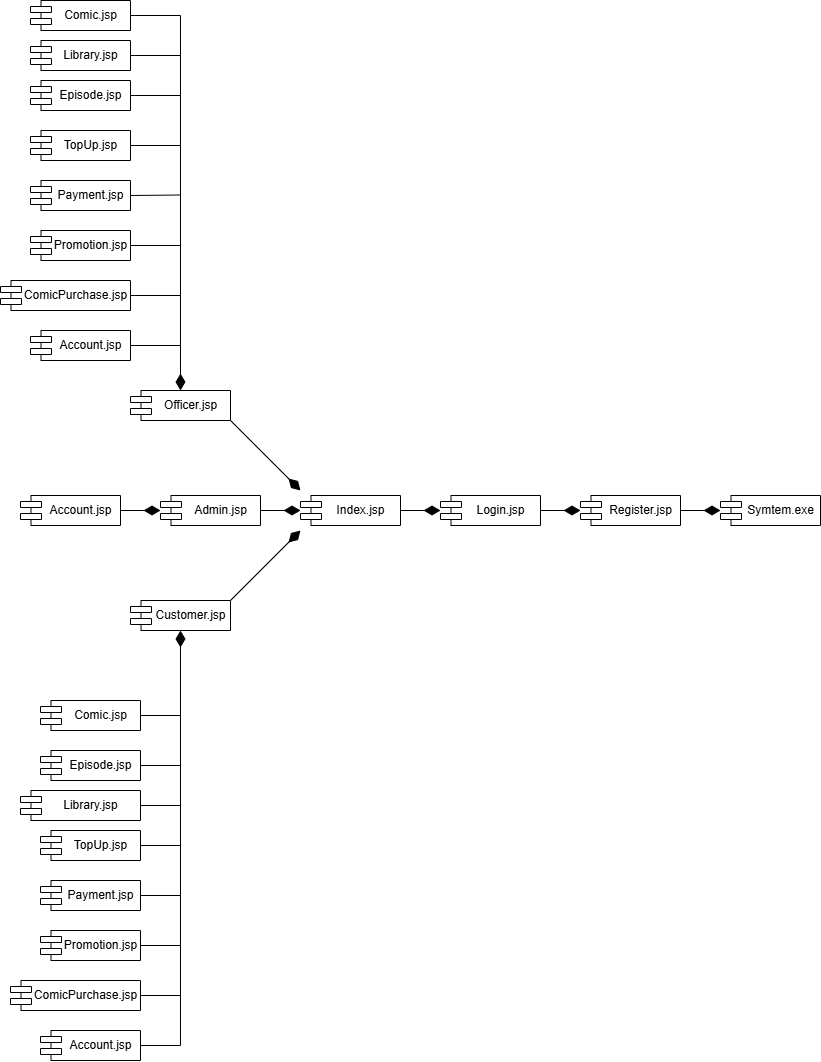 Comic.jsp
Library.jsp
Episode.jsp
TopUp.jsp
Payment.jsp
Promotion.jsp
ComicPurchase.jsp
Account.jsp
Officer.jsp
Account.jsp
Admin.jsp
Index.jsp
Login.jsp
Register.jsp
Symtem.exe
Customer.jsp
Comic.jsp
Episode.jsp
Library.jsp
TopUp.jsp
Payment.jsp
Promotion.jsp
ComicPurchase.jsp
Account.jsp